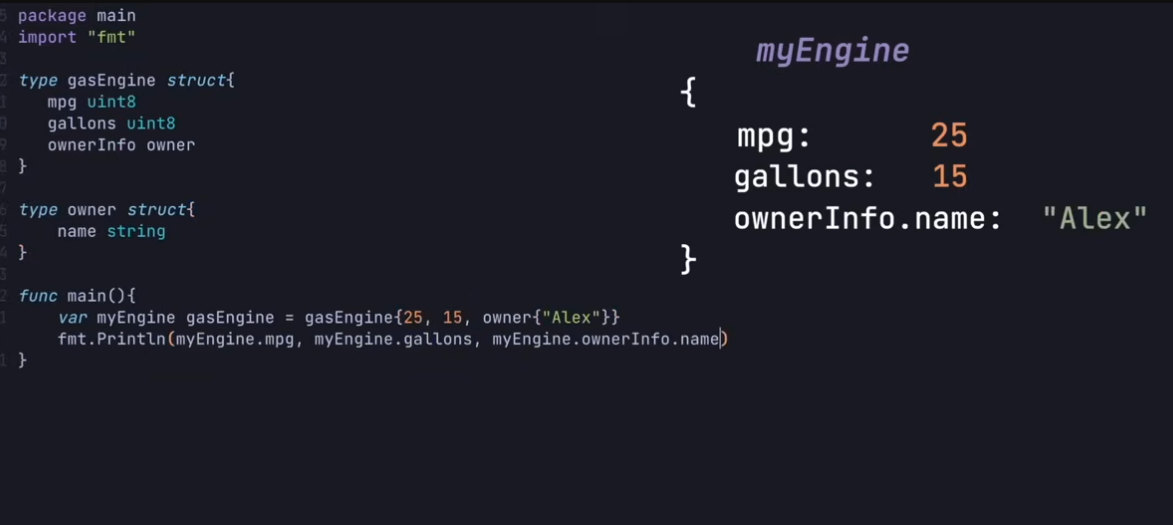 package main
import "fmt"
type gasEngine struct{
mpg uint8
gallons uint8
ownerInfo owner
}
type owner struct{
name string
}
func main(){
var myEngine gasEngine = gasEngine{25, 15, owner{"Alex"}}
fmt.Println(myEngine.mpg, myEngine.gallons, myEngine.ownerInfo.name)
}
myEngine
{
mpg: 25
gallons: 15
ownerInfo.name: "Alex"
}